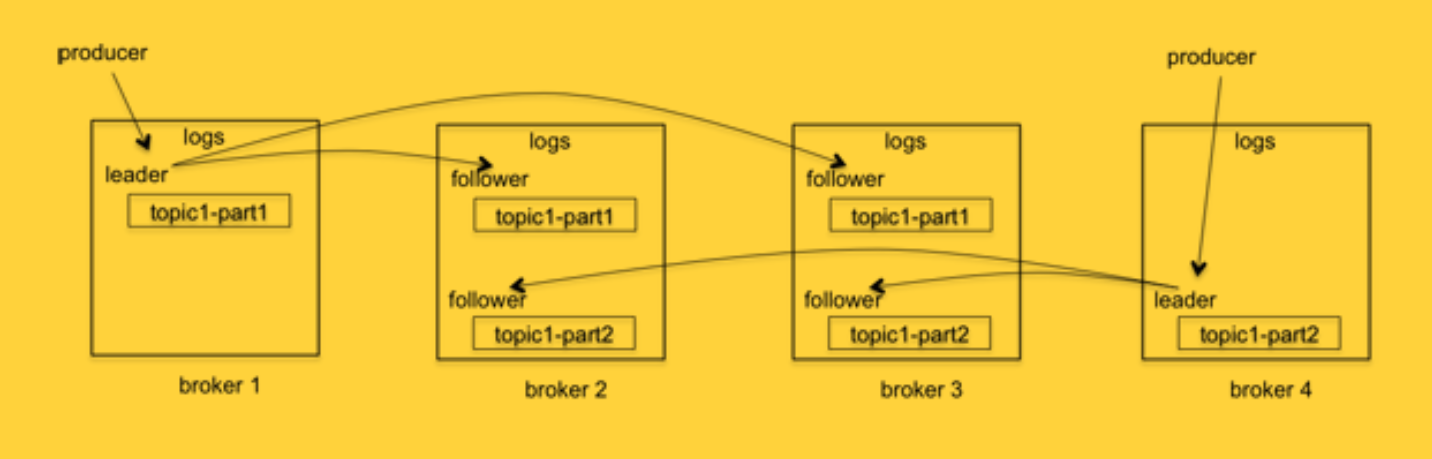 producer
producer
logs
leader
topic1-part1
broker 1
logs
follower
topic1-part1
follower
topic1-part2
broker 2
logs
follower
topic1-part1
follower
topic1-part2
broker 3
logs
leader
topic1-part2
broker 4